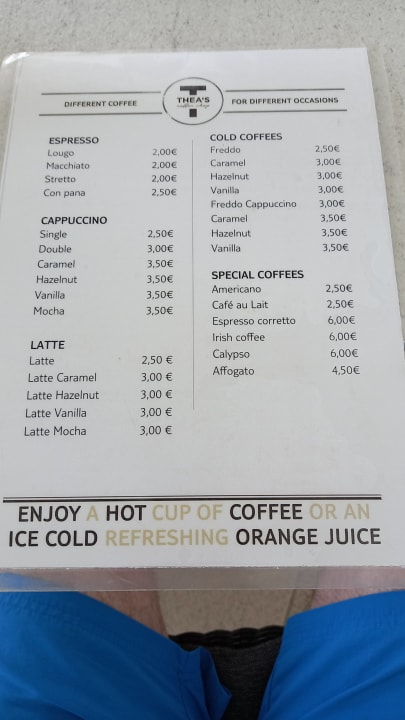 DIFFERENT COFFEE
THEA'S
coffee shop
FOR DIFFERENT OCCASIONS
ESPRESSO
Lougo 2,00€
Macchiato 2,00€
Stretto 2,00€
Con pana 2,50€
CAPPUCCINO
Single 2,50€
Double 3,00€
Caramel 3,50€
Hazelnut 3,50€
Vanilla 3,50€
Mocha 3,50€
LATTE
Latte 2,50 €
Latte Caramel 3,00 €
Latte Hazelnut 3,00 €
Latte Vanilla 3,00 €
Latte Mocha 3,00 €
COLD COFFEES
Freddo 2,50€
Caramel 3,00€
Hazelnut 3,00€
Vanilla 3,00€
Freddo Cappuccino 3,00€
Caramel 3,50€
Hazelnut 3,50€
Vanilla 3,50€
SPECIAL COFFEES
Americano 2,50€
Café au Lait 2,50€
Espresso corretto 6,00€
Irish coffee 6,00€
Calypso 6,00€
Affogato 4,50€
ENJOY A HOT CUP OF COFFEE OR AN
ICE COLD REFRESHING ORANGE JUICE